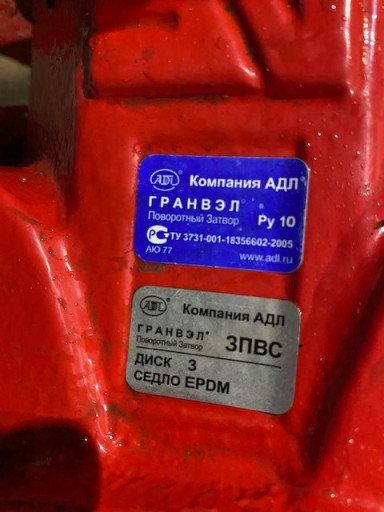 АДЛ Компания АДЛ®
ГРАНВЭЛ
Поворотный Затвор Ру 10
РС ТУ 3731-001-18356602-2005
АЮ 77 www.adl.ru
АДЛ Компания АДЛ
ГРАНВЭЛ®
Поворотный Затвор ЗПВС
ДИСК 3
СЕДЛО EPDM